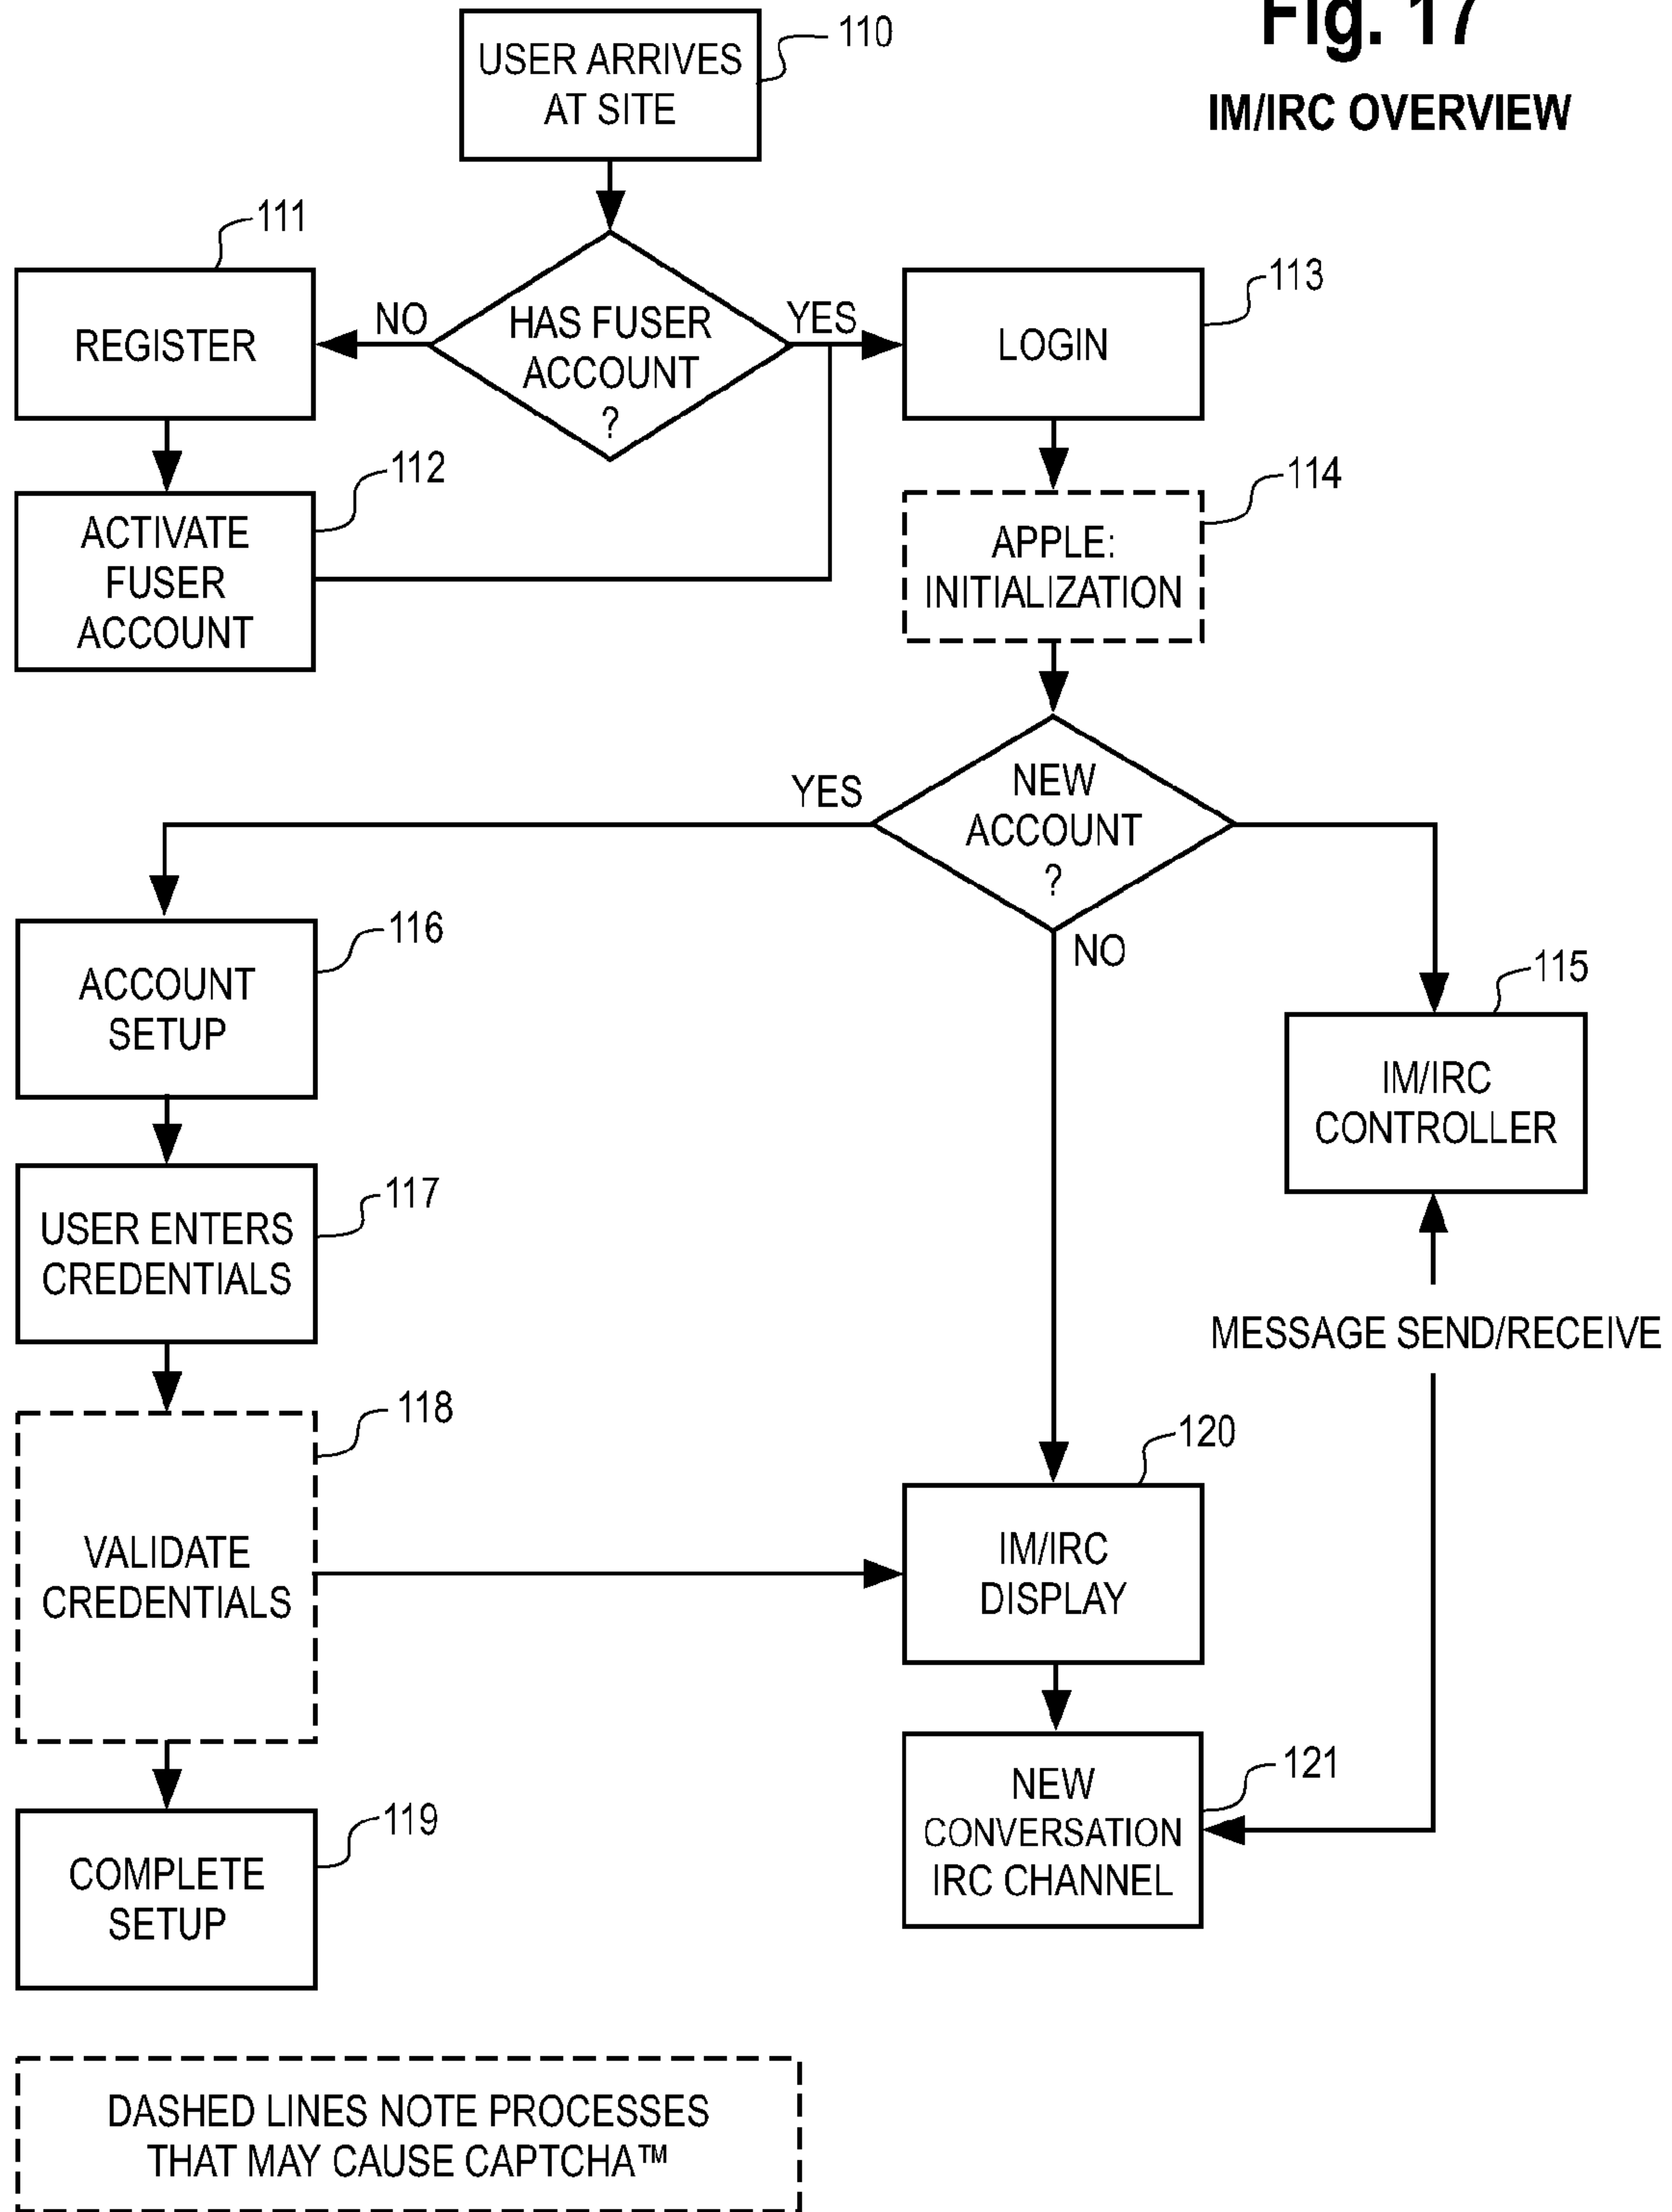 Fig. 17
IM/IRC OVERVIEW
USER ARRIVES
AT SITE
110
111
REGISTER
NO
HAS FUSER
ACCOUNT
?
YES
113
LOGIN
112
ACTIVATE
FUSER
ACCOUNT
114
APPLE:
INITIALIZATION
YES
NEW
ACCOUNT
?
NO
116
ACCOUNT
SETUP
115
IM/IRC
CONTROLLER
117
USER ENTERS
CREDENTIALS
MESSAGE SEND/RECEIVE
118
VALIDATE
CREDENTIALS
120
IM/IRC
DISPLAY
119
COMPLETE
SETUP
121
NEW
CONVERSATION
IRC CHANNEL
DASHED LINES NOTE PROCESSES
THAT MAY CAUSE CAPTCHA™